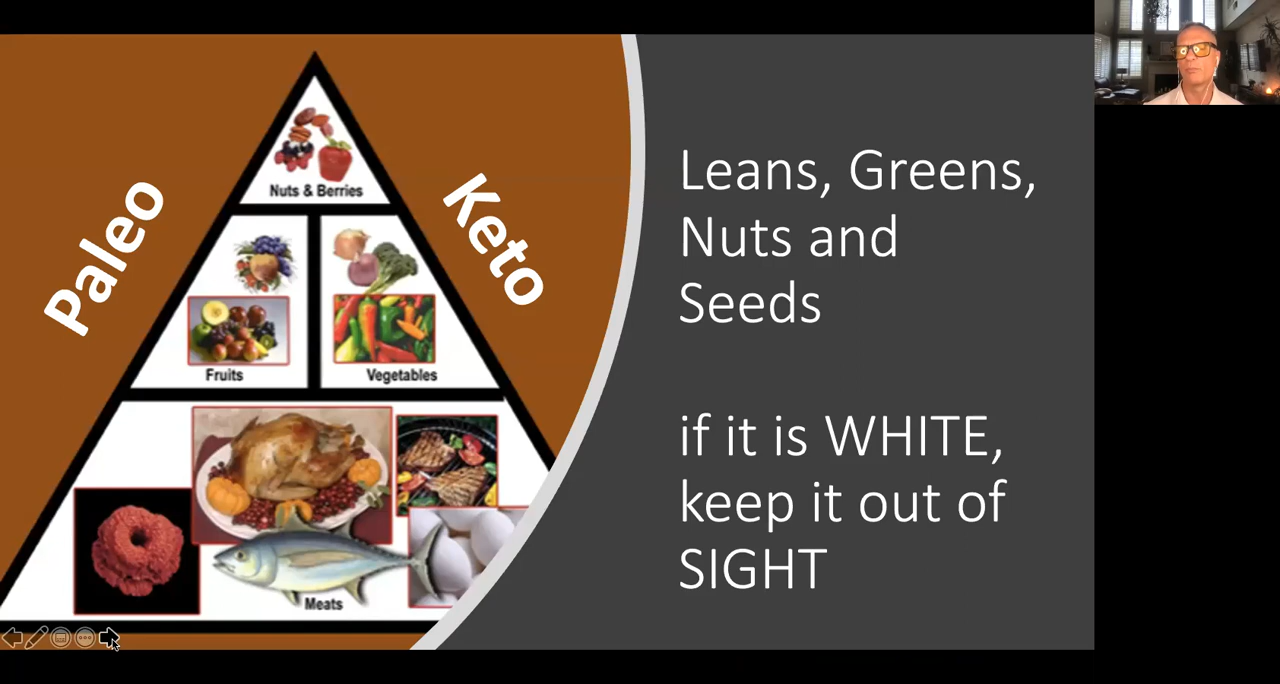 Paleo
Keto
Nuts & Berries
Fruits
Vegetables
Meats
Leans, Greens,
Nuts and
Seeds
if it is WHITE,
keep it out of
SIGHT